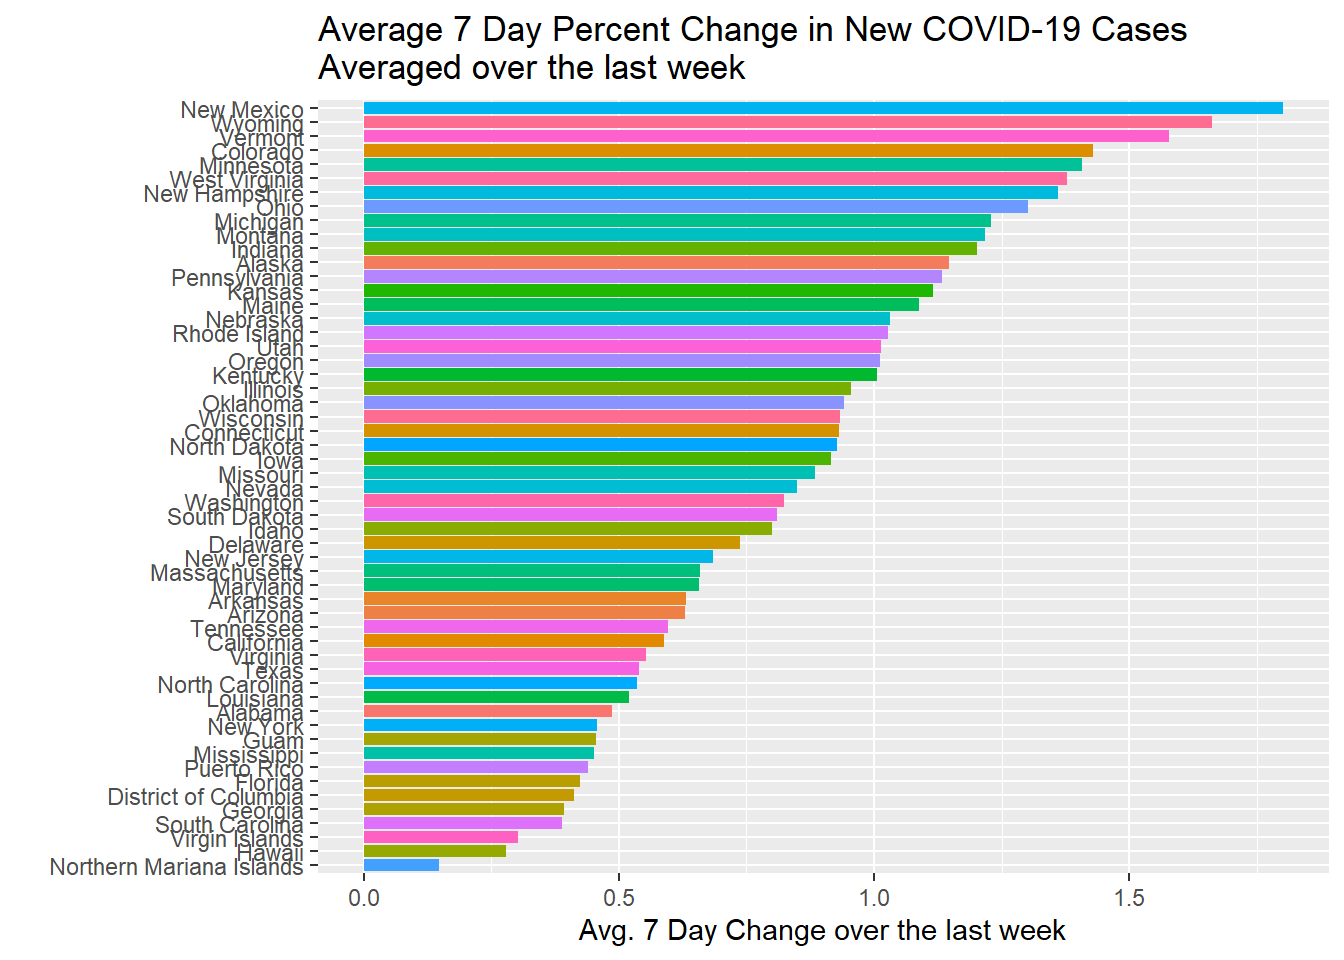 Average 7 Day Percent Change in New COVID-19 Cases
Averaged over the last week
New Mexico
Wyoming
Vermont
Colorado
Minnesota
West Virginia
New Hampshire
Ohio
Michigan
Montana
Indiana
Alaska
Pennsylvania
Kansas
Maine
Nebraska
Rhode Island
Utah
Oregon
Kentucky
Illinois
Oklahoma
Wisconsin
Connecticut
North Dakota
Iowa
Missouri
Nevada
Washington
South Dakota
Idaho
Delaware
New Jersey
Massachusetts
Maryland
Arkansas
Arizona
Tennessee
California
Virginia
Texas
North Carolina
Louisiana
Alabama
New York
Guam
Mississippi
Puerto Rico
Florida
District of Columbia
Georgia
South Carolina
Virgin Islands
Hawaii
Northern Mariana Islands
0.0 0.5 1.0 1.5
Avg. 7 Day Change over the last week